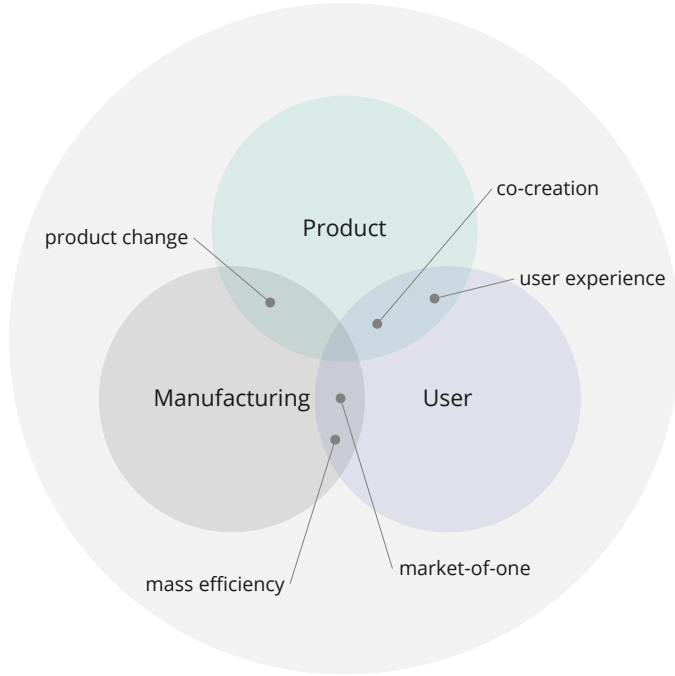 co-creation
Product
product change
user experience
Manufacturing
User
market-of-one
mass efficiency